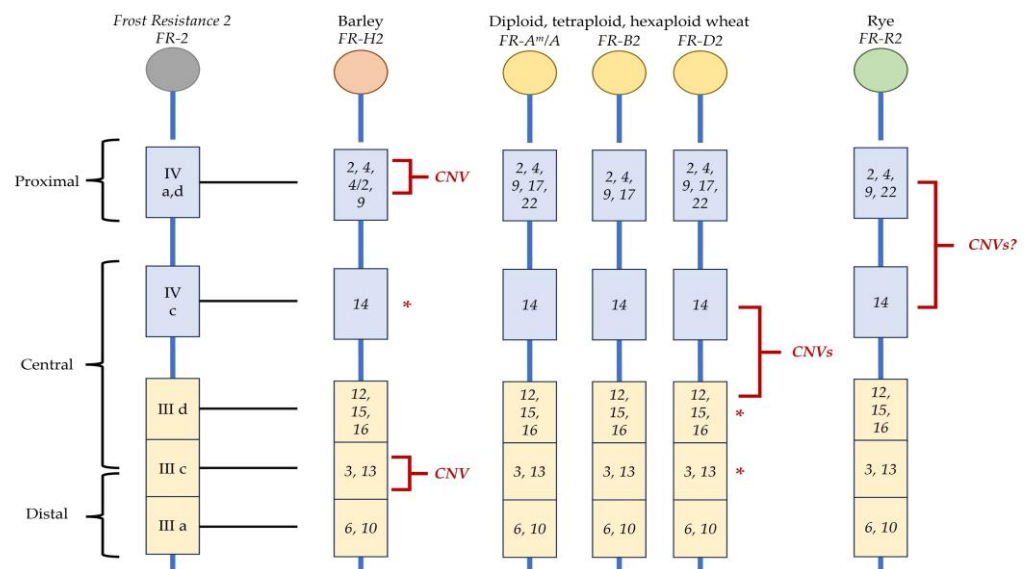 Frost Resistance 2
FR-2
Barley
FR-H2
Diploid, tetraploid, hexaploid wheat
FR-Aᵐ/A
FR-B2
FR-D2
Rye
FR-R2
Proximal
IV
a,d
2, 4,
4/2,
9
CNV
2, 4,
9, 17,
22
2, 4,
9, 17
2, 4,
9, 17,
22
2, 4,
9, 22
CNVs?
Central
IV
c
14
*
14
14
14
14
CNVs
III d
12,
15,
16
12,
15,
16
12,
15,
16
12,
15,
16
*
12,
15,
16
III c
3, 13
CNV
3, 13
3, 13
3, 13
*
3, 13
Distal
III a
6, 10
6, 10
6, 10
6, 10
6, 10